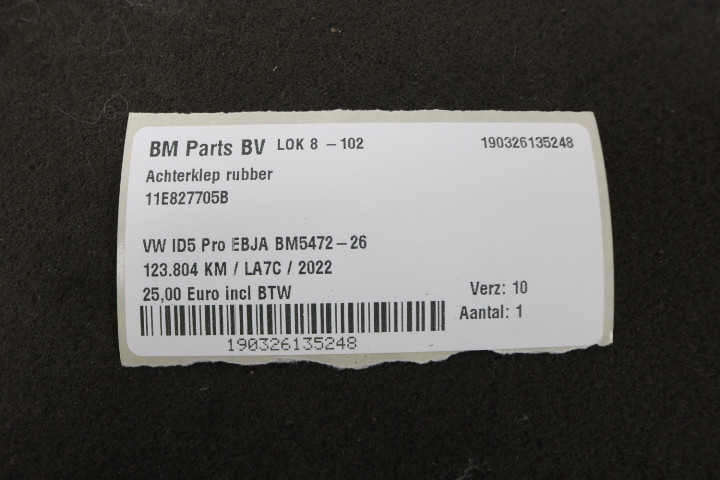 BM Parts BV LOK 8 - 102 190326135248
Achterklep rubber
11E827705B
VW ID5 Pro EBJA BM5472-26
123.804 KM / LA7C / 2022
25,00 Euro incl BTW Verz: 10
Aantal: 1
190326135248